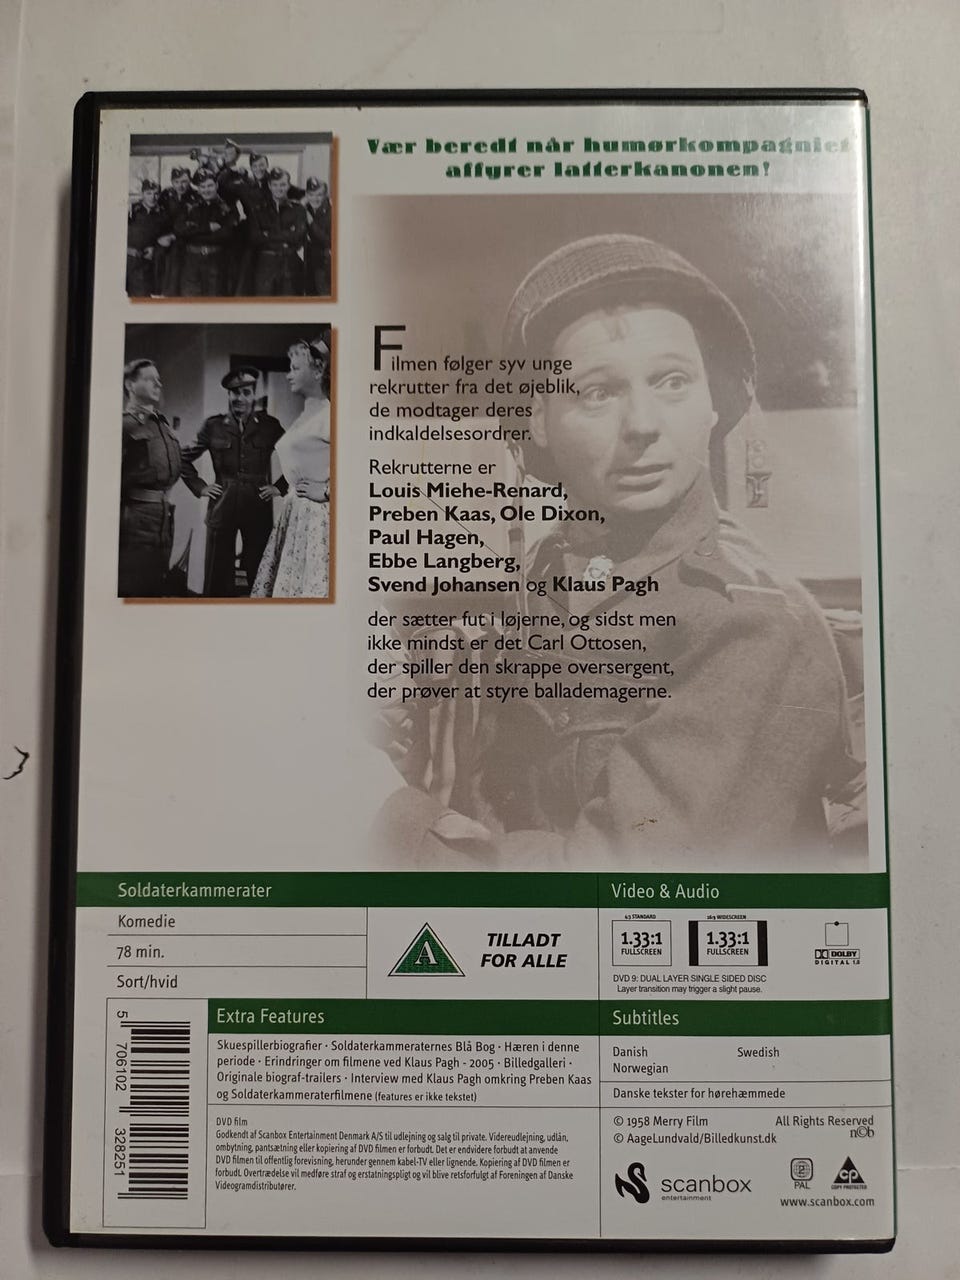 Vær beredt når humørkompagniet
affyrer latterkanonen!
Filmen følger syv unge
rekrutter fra det øjeblik,
de modtager deres
indkaldelsesordrer.
Rekrutterne er
Louis Miehe-Renard,
Preben Kaas, Ole Dixon,
Paul Hagen,
Ebbe Langberg,
Svend Johansen og Klaus Pagh
der sætter fut i løjerne, og sidst men
ikke mindst er det Carl Ottosen,
der spiller den skrappe oversergent,
der prøver at styre ballademagerne.
Soldaterkammerater
Komedie
78 min.
Sort/hvid
A
TILLADT
FOR ALLE
Video & Audio
4:3 STANDARD
1.33:1
FULLSCREEN
16:9 WIDESCREEN
1.33:1
FULLSCREEN
DOLBY
DIGITAL 1.0
DVD 9: DUAL LAYER SINGLE SIDED DISC
Layer transition may trigger a slight pause.
5 706102 328251
Extra Features
Skuespillerbiografier · Soldaterkammeraternes Blå Bog · Hæren i denne
periode · Erindringer om filmene ved Klaus Pagh - 2005 · Billedgalleri ·
Originale biograf-trailers · Interview med Klaus Pagh omkring Preben Kaas
og Soldaterkammeraterfilmene (features er ikke tekstet)
DVD film
Godkendt af Scanbox Entertainment Denmark A/S til udlejning og salg til private. Videreudlejning, udlån,
ombytning, pantsætning eller kopiering af DVD filmen er forbudt. Det er endvidere forbudt at anvende
DVD filmen til offentlig forevisning, herunder gennem kabel-TV eller lignende. Kopiering af DVD filmen er
forbudt. Overtrædelse vil medføre straf og erstatningspligt og vil blive retsforfulgt af Foreningen af Danske
Videogramdistributører.
Subtitles
Danish Swedish
Norwegian
Danske tekster for hørehæmmede
© 1958 Merry Film All Rights Reserved
© AageLundvald/Billedkunst.dk
n©b
scanbox
entertainment
2
PAL
CP
COPY PROTECTED
www.scanbox.com